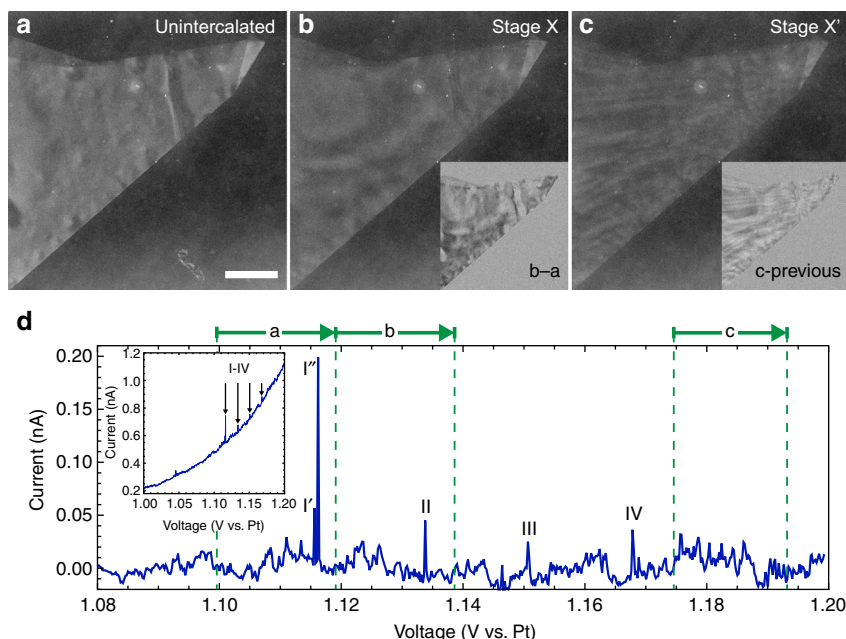 a
Unintercalated
b
Stage X
c
Stage X'
b–a
c-previous
d
a
b
c
0.20
0.15
0.10
0.05
0.00
Current (nA)
1.2
1.0
0.8
0.6
0.4
0.2
Current (nA)
I-IV
1.00
1.05
1.10
1.15
1.20
Voltage (V vs. Pt)
I″
I′
II
III
IV
1.08
1.10
1.12
1.14
1.16
1.18
1.20
Voltage (V vs. Pt)